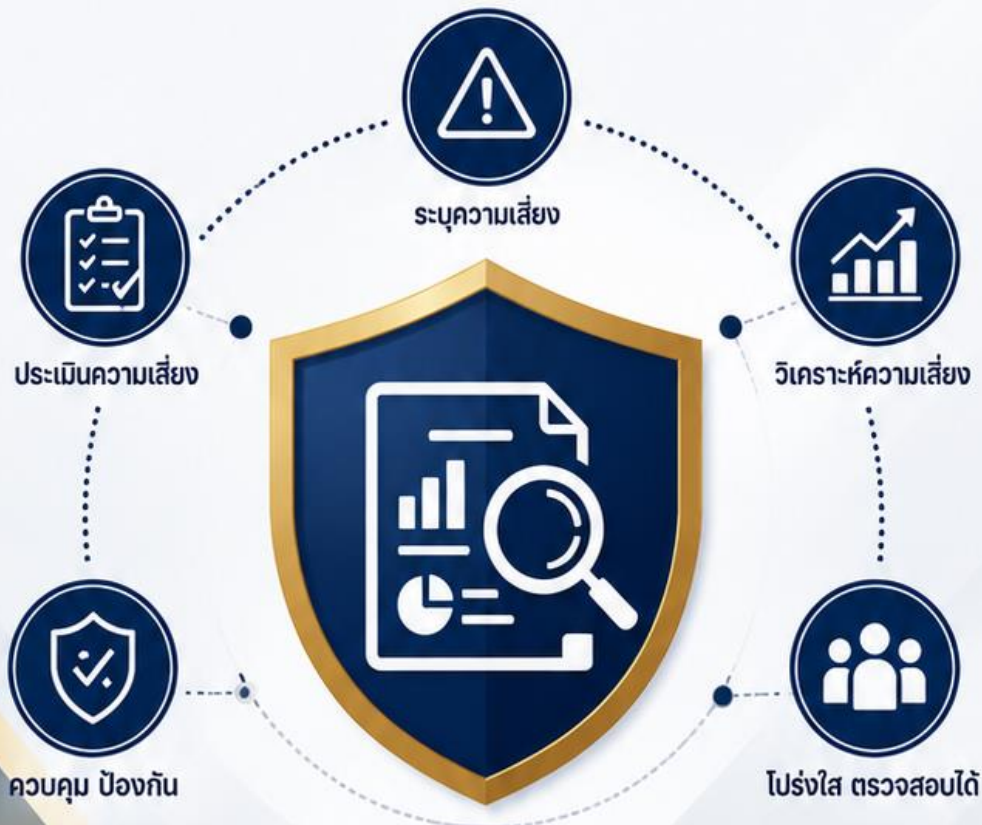 ระบุความเสี่ยง
ประเมินความเสี่ยง
วิเคราะห์ความเสี่ยง
ควบคุม ป้องกัน
โปร่งใส ตรวจสอบได้